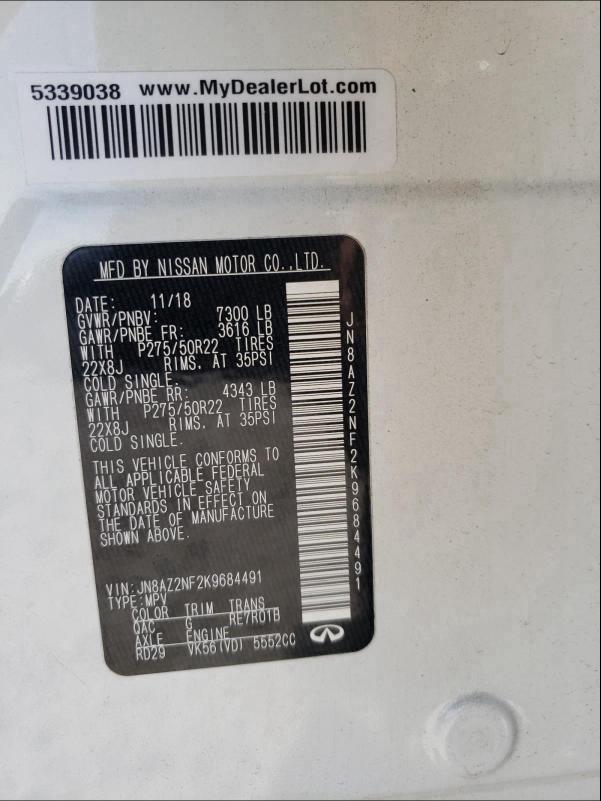 5339038 www.MyDealerLot.com
MFD BY NISSAN MOTOR CO.,LTD.
DATE: 11/18
GVWR/PNBV: 7300 LB
GAWR/PNBE FR: 3616 LB
WITH P275/50R22 TIRES
22X8J RIMS, AT 35PSI
COLD SINGLE.
GAWR/PNBE RR: 4343 LB
WITH P275/50R22 TIRES
22X8J RIMS, AT 35PSI
COLD SINGLE.
THIS VEHICLE CONFORMS TO
ALL APPLICABLE FEDERAL
MOTOR VEHICLE SAFETY
STANDARDS IN EFFECT ON
THE DATE OF MANUFACTURE
SHOWN ABOVE.
VIN:JN8AZ2NF2K9684491
TYPE:MPV
COLOR TRIM TRANS
QAC G RE7R01B
AXLE ENGINE
RD29 VK56(VD) 5552CC
JN8AZ2NF2K9684491